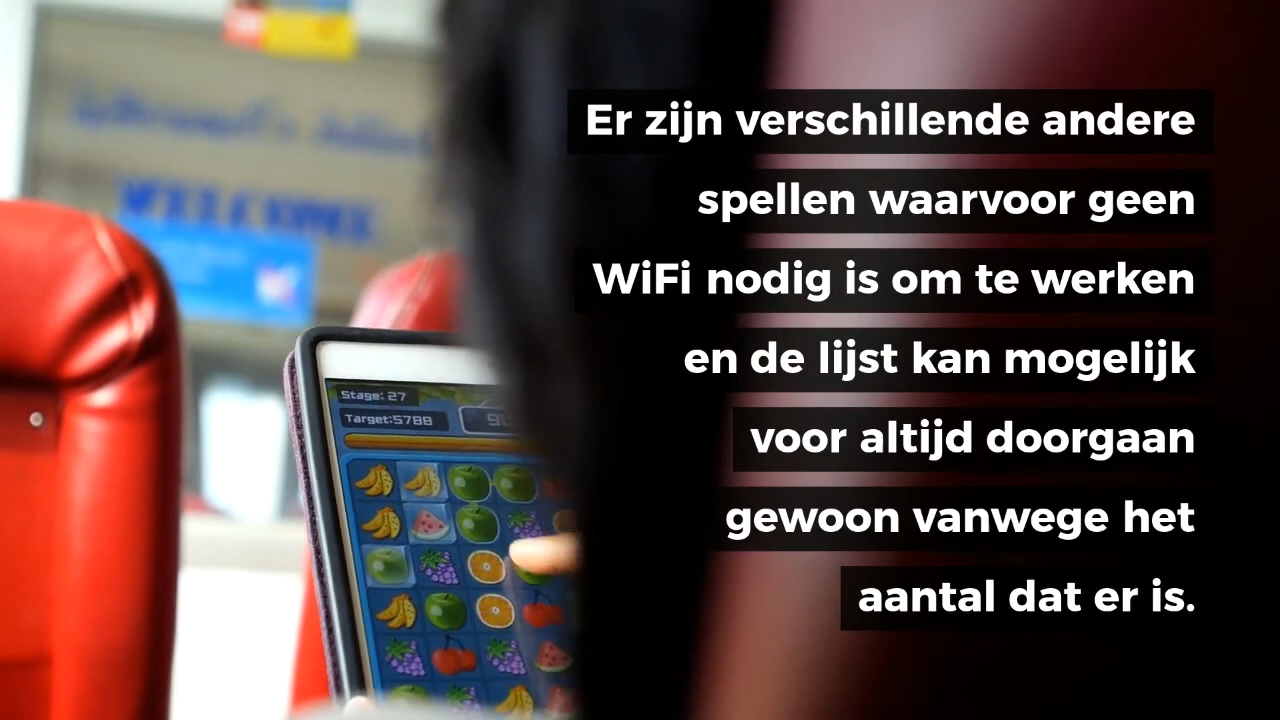 WELCOME
Stage: 27
Target:5788
Er zijn verschillende andere
spellen waarvoor geen
WiFi nodig is om te werken
en de lijst kan mogelijk
voor altijd doorgaan
gewoon vanwege het
aantal dat er is.